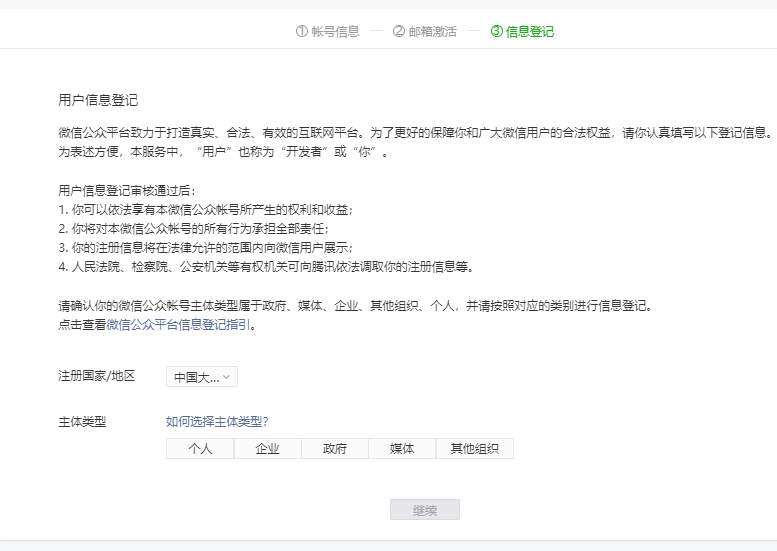 ① 帐号信息 — ② 邮箱激活 — ③ 信息登记
用户信息登记
微信公众平台致力于打造真实、合法、有效的互联网平台。为了更好的保障你和广大微信用户的合法权益，请你认真填写以下登记信息。
为表述方便，本服务中，“用户”也称为“开发者”或“你”。
用户信息登记审核通过后：
1. 你可以依法享有本微信公众帐号所产生的权利和收益；
2. 你将对本微信公众帐号的所有行为承担全部责任；
3. 你的注册信息将在法律允许的范围内向微信用户展示；
4. 人民法院、检察院、公安机关等有权机关可向腾讯依法调取你的注册信息等。
请确认你的微信公众帐号主体类型属于政府、媒体、企业、其他组织、个人，并请按照对应的类别进行信息登记。
点击查看微信公众平台信息登记指引。
注册国家/地区 中国大...
主体类型 如何选择主体类型?
个人 企业 政府 媒体 其他组织
继续